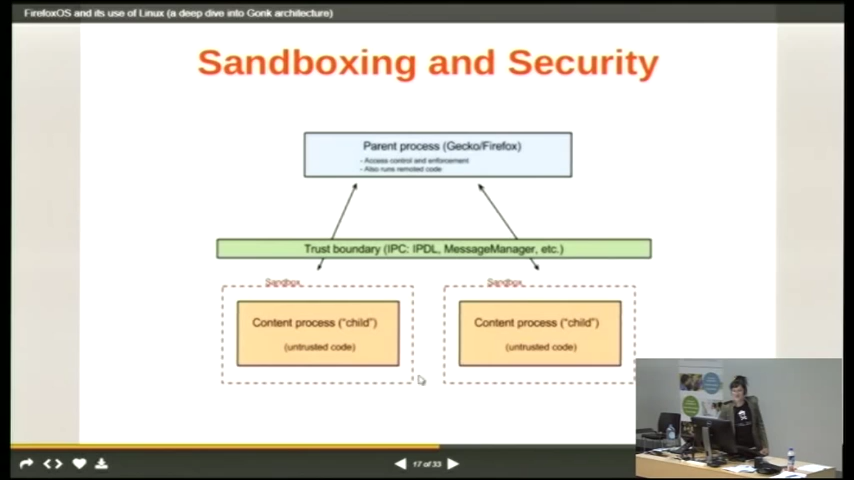 FirefoxOS and its use of Linux (a deep dive into Gonk architecture)
Sandboxing and Security
Parent process (Gecko/Firefox)
- Access control and enforcement
- Also runs remoted code
Trust boundary (IPC: IPDL, MessageManager, etc.)
Sandbox
Sandbox
Content process ("child")
(untrusted code)
Content process ("child")
(untrusted code)
17 of 33